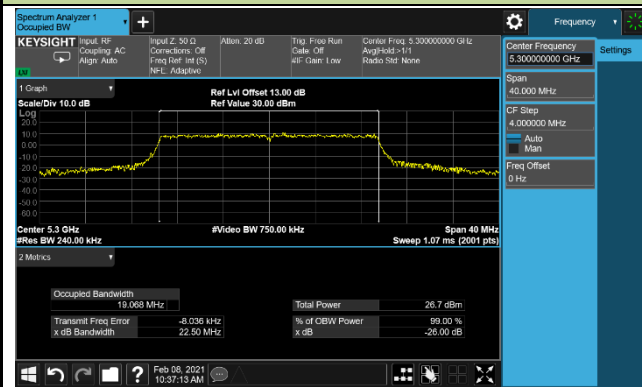 Spectrum Analyzer 1
Occupied BW
Frequency
KEYSIGHT
Input: RF
Coupling: AC
Align: Auto
Input Z: 50 Ω
Corrections: Off
Freq Ref: Int (S)
NFE: Adaptive
Atten: 20 dB
Trig: Free Run
Gate: Off
#IF Gain: Low
Center Freq: 5.300000000 GHz
Avg|Hold:>1/1
Radio Std: None
Center Frequency
5.300000000 GHz
Settings
Span
40.000 MHz
CF Step
4.000000 MHz
Auto
Man
Freq Offset
0 Hz
1 Graph
Scale/Div 10.0 dB
Ref Lvl Offset 13.00 dB
Ref Value 30.00 dBm
Log
20.0
10.0
0.00
-10.0
-20.0
-30.0
-40.0
-50.0
-60.0
Center 5.3 GHz
#Video BW 750.00 kHz
Span 40 MHz
#Res BW 240.00 kHz
Sweep 1.07 ms (2001 pts)
2 Metrics
Occupied Bandwidth
19.068 MHz
Total Power 26.7 dBm
Transmit Freq Error -8.036 kHz
% of OBW Power 99.00 %
x dB Bandwidth 22.50 MHz
x dB -26.00 dB
Feb 08, 2021
10:37:13 AM